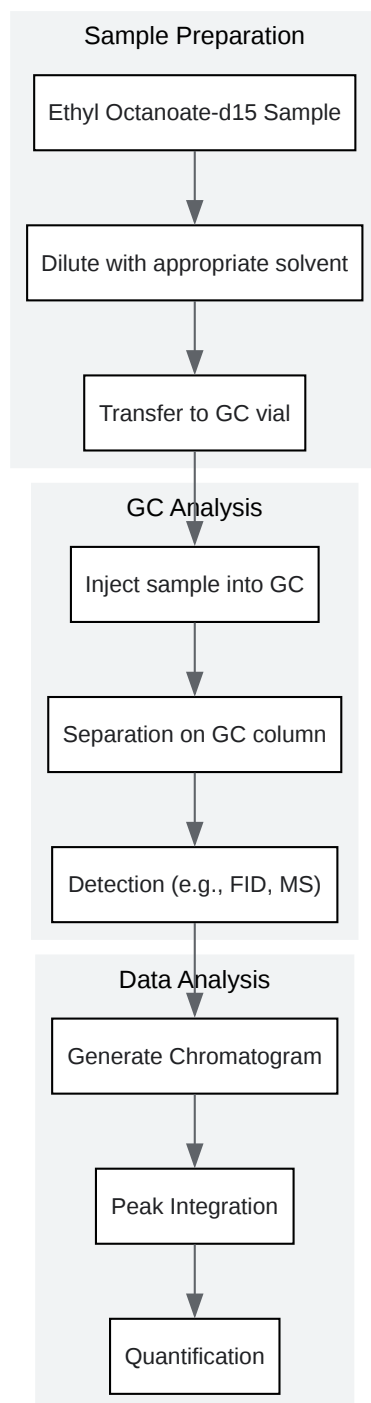 Sample Preparation
Ethyl Octanoate-d15 Sample
Dilute with appropriate solvent
Transfer to GC vial
GC Analysis
Inject sample into GC
Separation on GC column
Detection (e.g., FID, MS)
Data Analysis
Generate Chromatogram
Peak Integration
Quantification